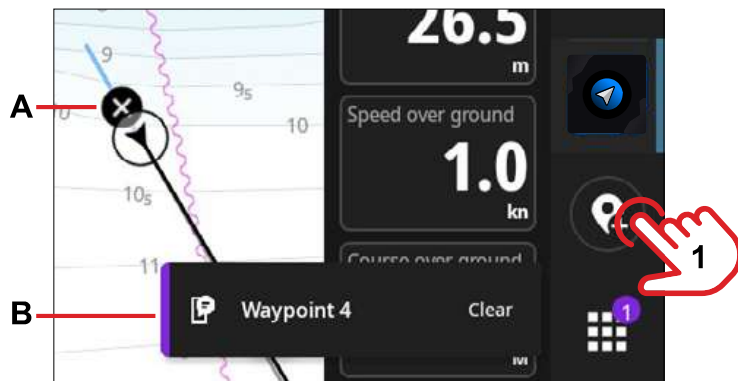 26.5
m
9
9s
A
10
Speed over ground
1.0
kn
10s
1
Course over ground
11
B
Waypoint 4
Clear
1
M